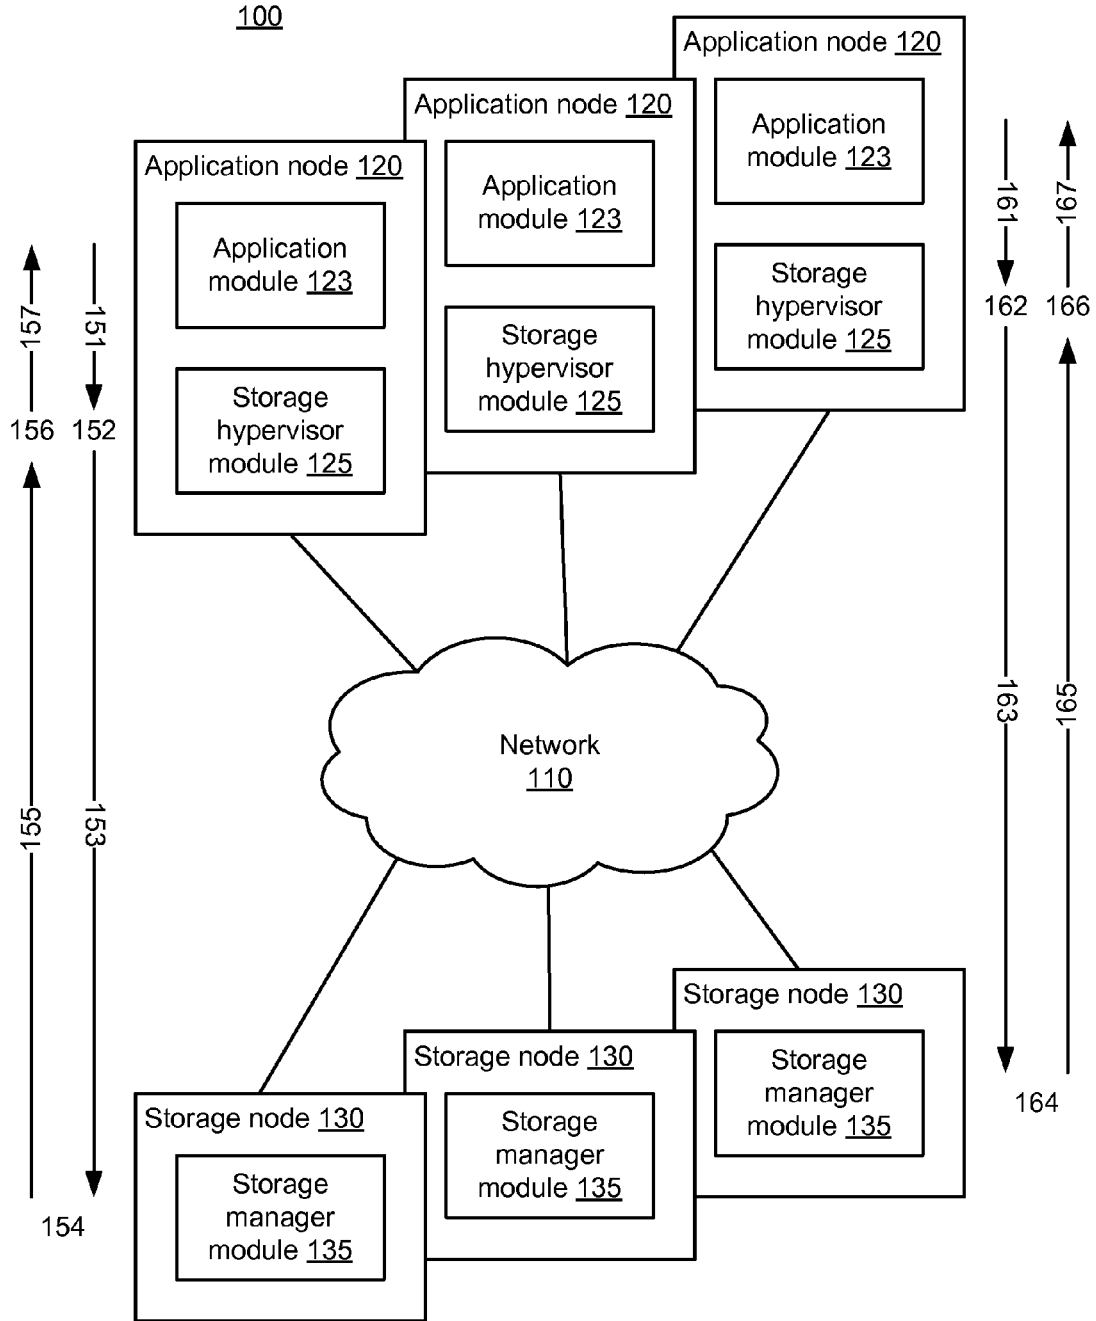 100
Application node 120
Application
module 123
Storage
hypervisor
module 125
Application node 120
Application
module 123
Storage
hypervisor
module 125
Application node 120
Application
module 123
Storage
hypervisor
module 125
157
151
156
152
155
153
154
161
167
162
166
163
165
164
Network
110
Storage node 130
Storage
manager
module 135
Storage node 130
Storage
manager
module 135
Storage node 130
Storage
manager
module 135